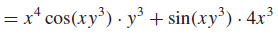 = x⁴ cos(xy³) · y³ + sin(xy³) · 4x³